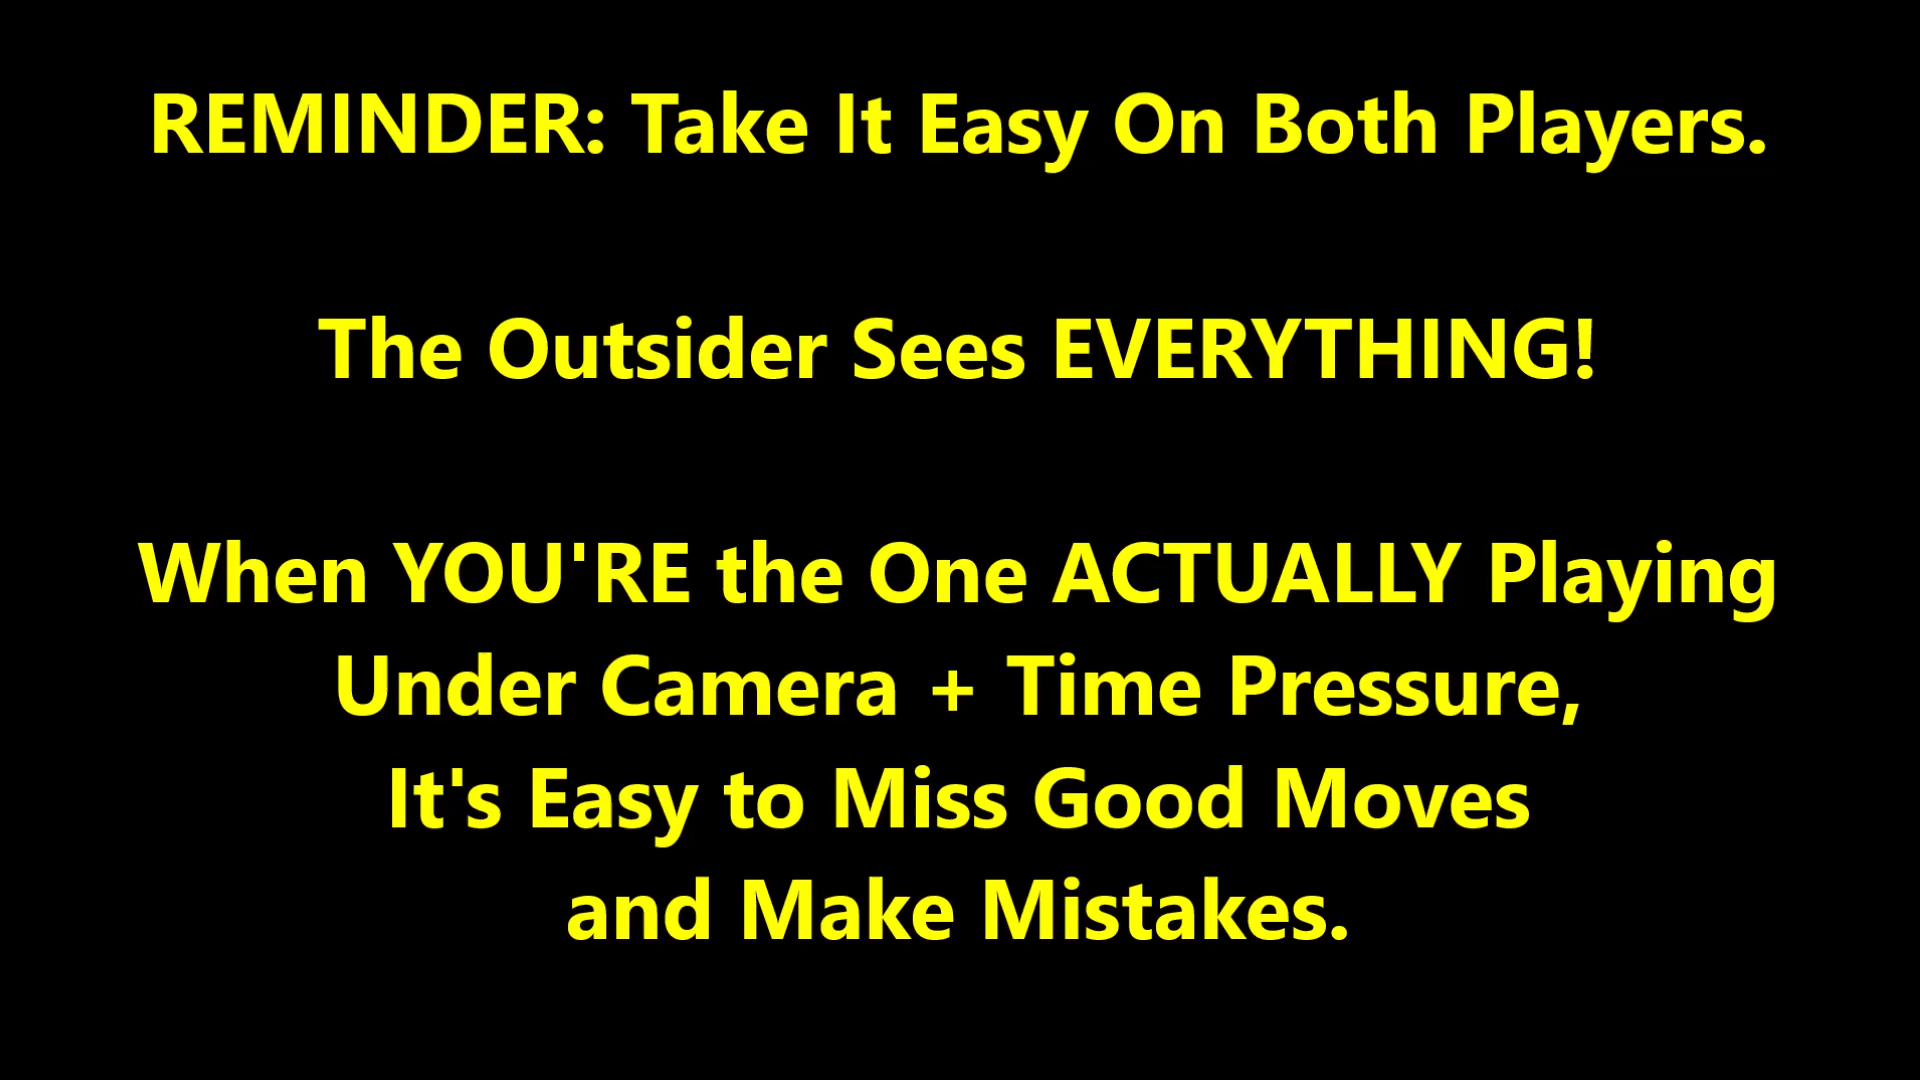 REMINDER: Take It Easy On Both Players.
The Outsider Sees EVERYTHING!
When YOU'RE the One ACTUALLY Playing
Under Camera + Time Pressure,
It's Easy to Miss Good Moves
and Make Mistakes.